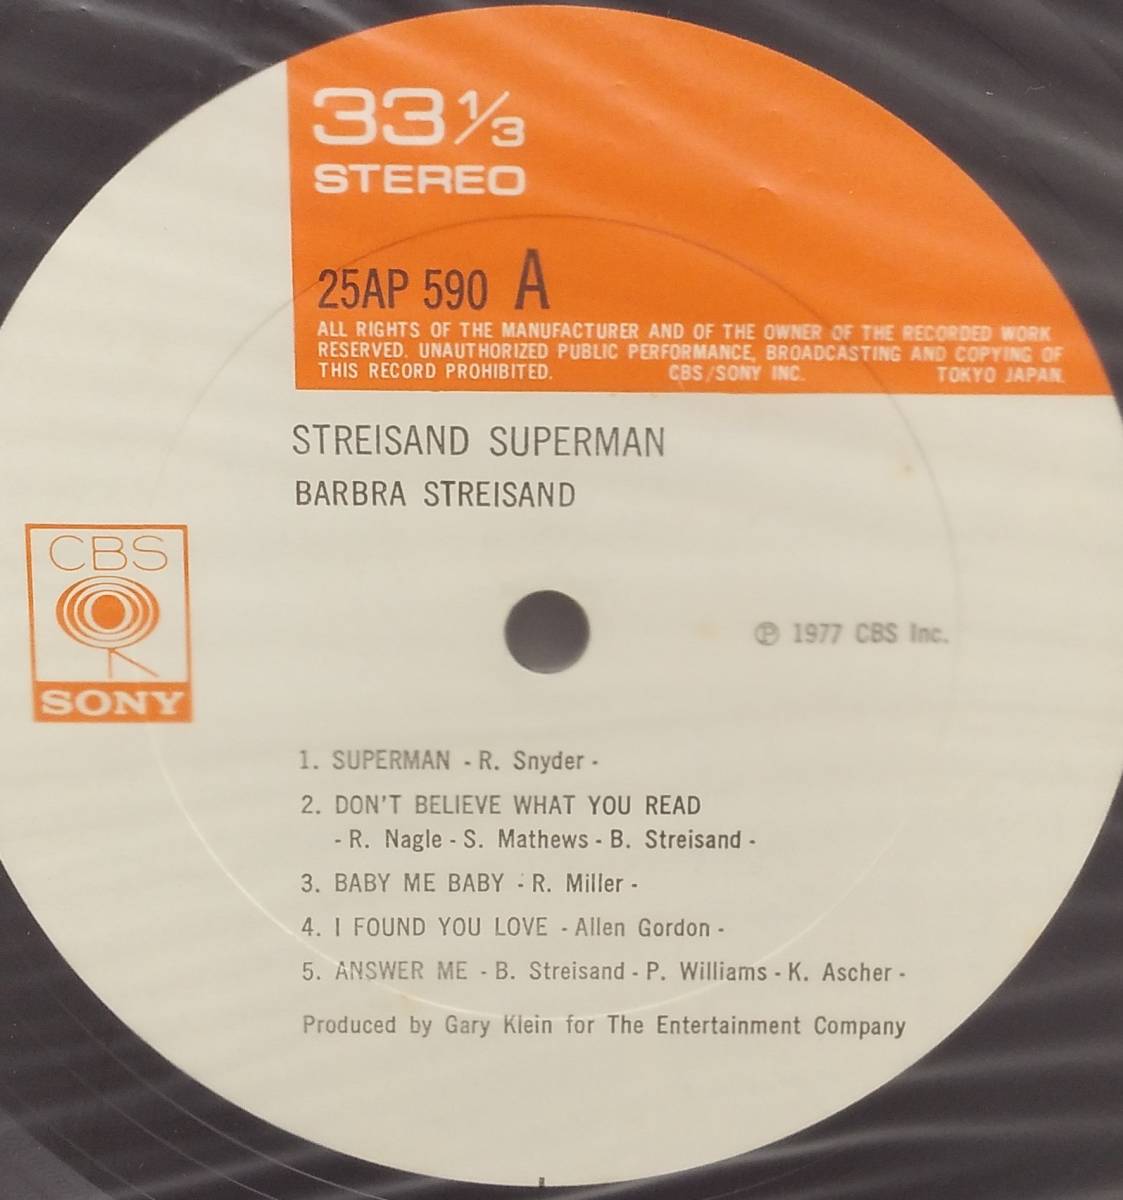 33 1/3
STEREO
25AP 590 A
ALL RIGHTS OF THE MANUFACTURER AND OF THE OWNER OF THE RECORDED WORK
RESERVED. UNAUTHORIZED PUBLIC PERFORMANCE, BROADCASTING AND COPYING OF
THIS RECORD PROHIBITED. CBS/SONY INC. TOKYO JAPAN.
STREISAND SUPERMAN
BARBRA STREISAND
CBS
SONY
℗ 1977 CBS Inc.
1. SUPERMAN - R. Snyder -
2. DON'T BELIEVE WHAT YOU READ
- R. Nagle - S. Mathews - B. Streisand -
3. BABY ME BABY - R. Miller -
4. I FOUND YOU LOVE - Allen Gordon -
5. ANSWER ME - B. Streisand - P. Williams - K. Ascher -
Produced by Gary Klein for The Entertainment Company